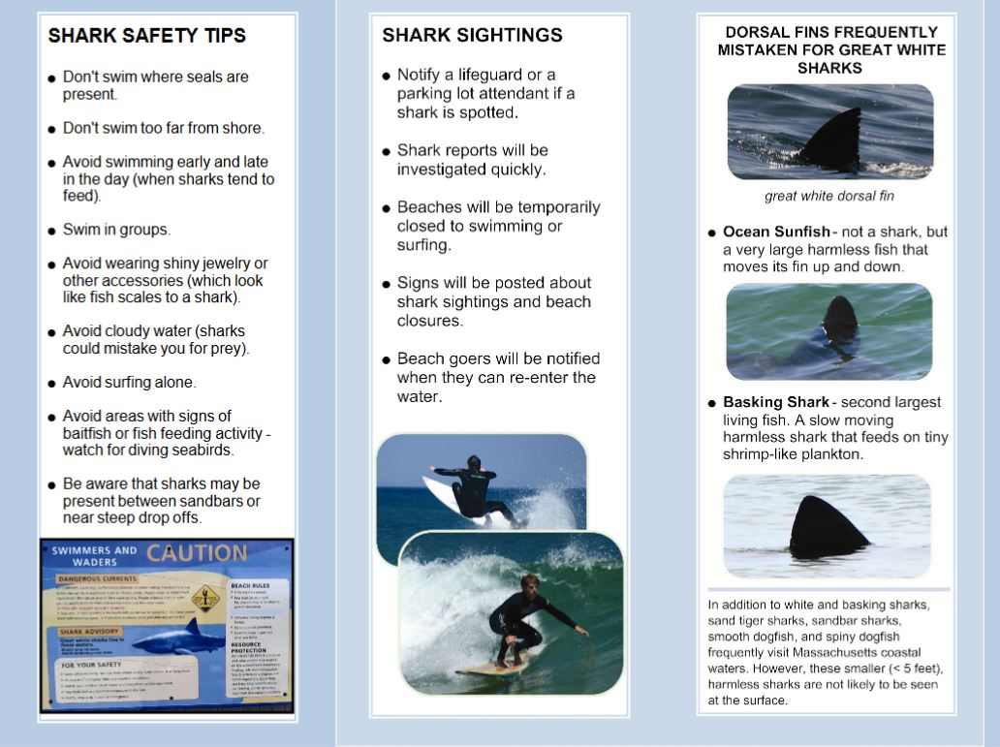 SHARK SAFETY TIPS
● Don't swim where seals are
present.
● Don't swim too far from shore.
● Avoid swimming early and late
in the day (when sharks tend to
feed).
● Swim in groups.
● Avoid wearing shiny jewelry or
other accessories (which look
like fish scales to a shark).
● Avoid cloudy water (sharks
could mistake you for prey).
● Avoid surfing alone.
● Avoid areas with signs of
baitfish or fish feeding activity -
watch for diving seabirds.
● Be aware that sharks may be
present between sandbars or
near steep drop offs.
SWIMMERS AND
WADERS
CAUTION
DANGEROUS CURRENTS
SHARK ADVISORY
Great white sharks live in
these waters.
FOR YOUR SAFETY
BEACH RULES
RESOURCE
PROTECTION
SHARK SIGHTINGS
● Notify a lifeguard or a
parking lot attendant if a
shark is spotted.
● Shark reports will be
investigated quickly.
● Beaches will be temporarily
closed to swimming or
surfing.
● Signs will be posted about
shark sightings and beach
closures.
● Beach goers will be notified
when they can re-enter the
water.
DORSAL FINS FREQUENTLY
MISTAKEN FOR GREAT WHITE
SHARKS
great white dorsal fin
● Ocean Sunfish - not a shark, but
a very large harmless fish that
moves its fin up and down.
● Basking Shark - second largest
living fish. A slow moving
harmless shark that feeds on tiny
shrimp-like plankton.
In addition to white and basking sharks,
sand tiger sharks, sandbar sharks,
smooth dogfish, and spiny dogfish
frequently visit Massachusetts coastal
waters. However, these smaller (< 5 feet),
harmless sharks are not likely to be seen
at the surface.